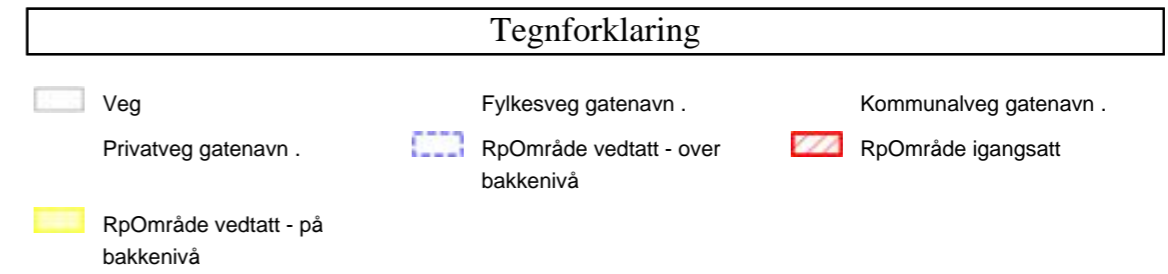 Tegnforklaring
Veg
Fylkesveg gatenavn .
Kommunalveg gatenavn .
Privatveg gatenavn .
RpOmråde vedtatt - over
bakkenivå
RpOmråde igangsatt
RpOmråde vedtatt - på
bakkenivå